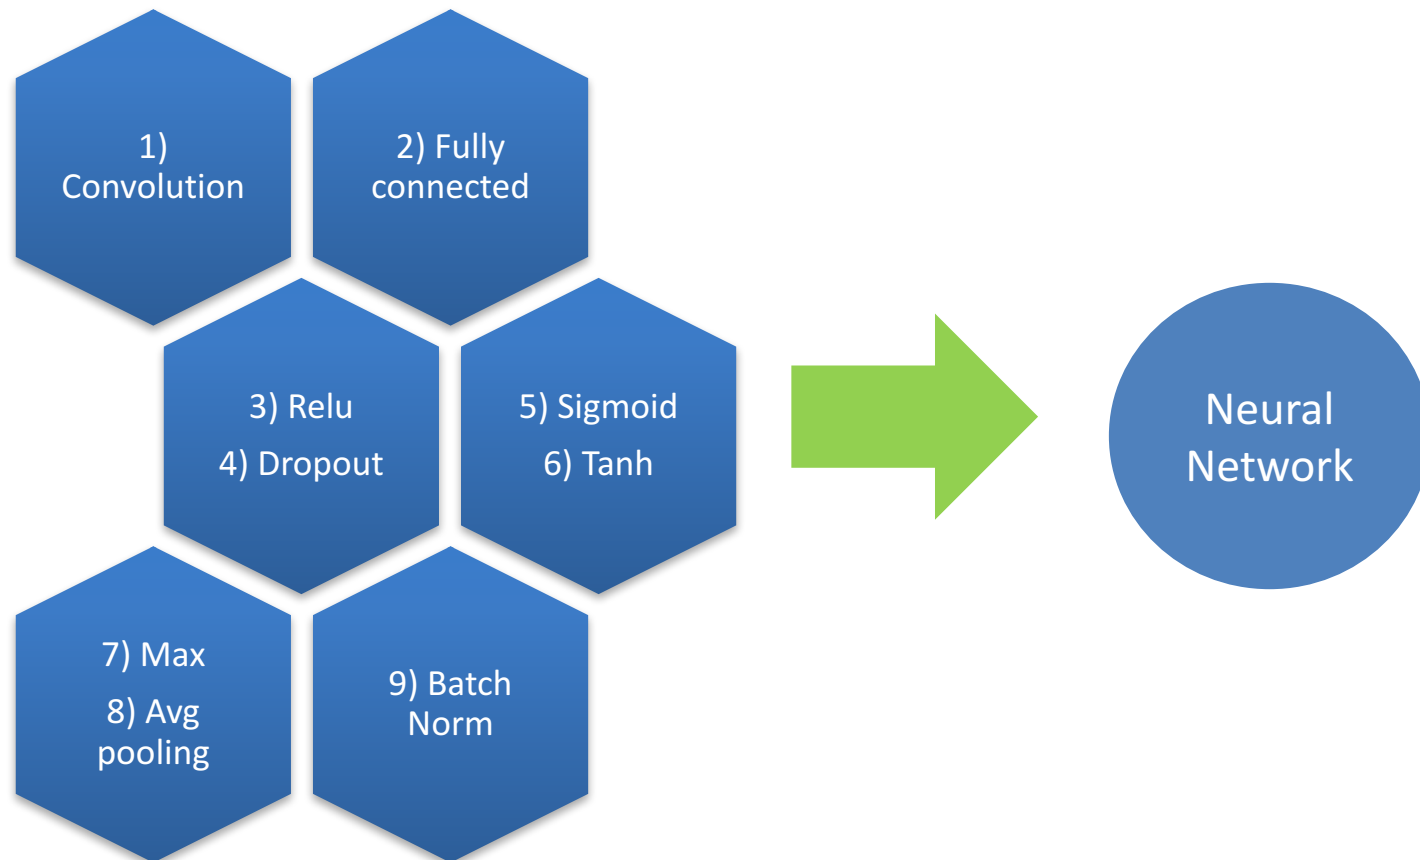 1)
Convolution
2) Fully
connected
3) Relu
4) Dropout
5) Sigmoid
6) Tanh
7) Max
8) Avg
pooling
9) Batch
Norm
Neural
Network